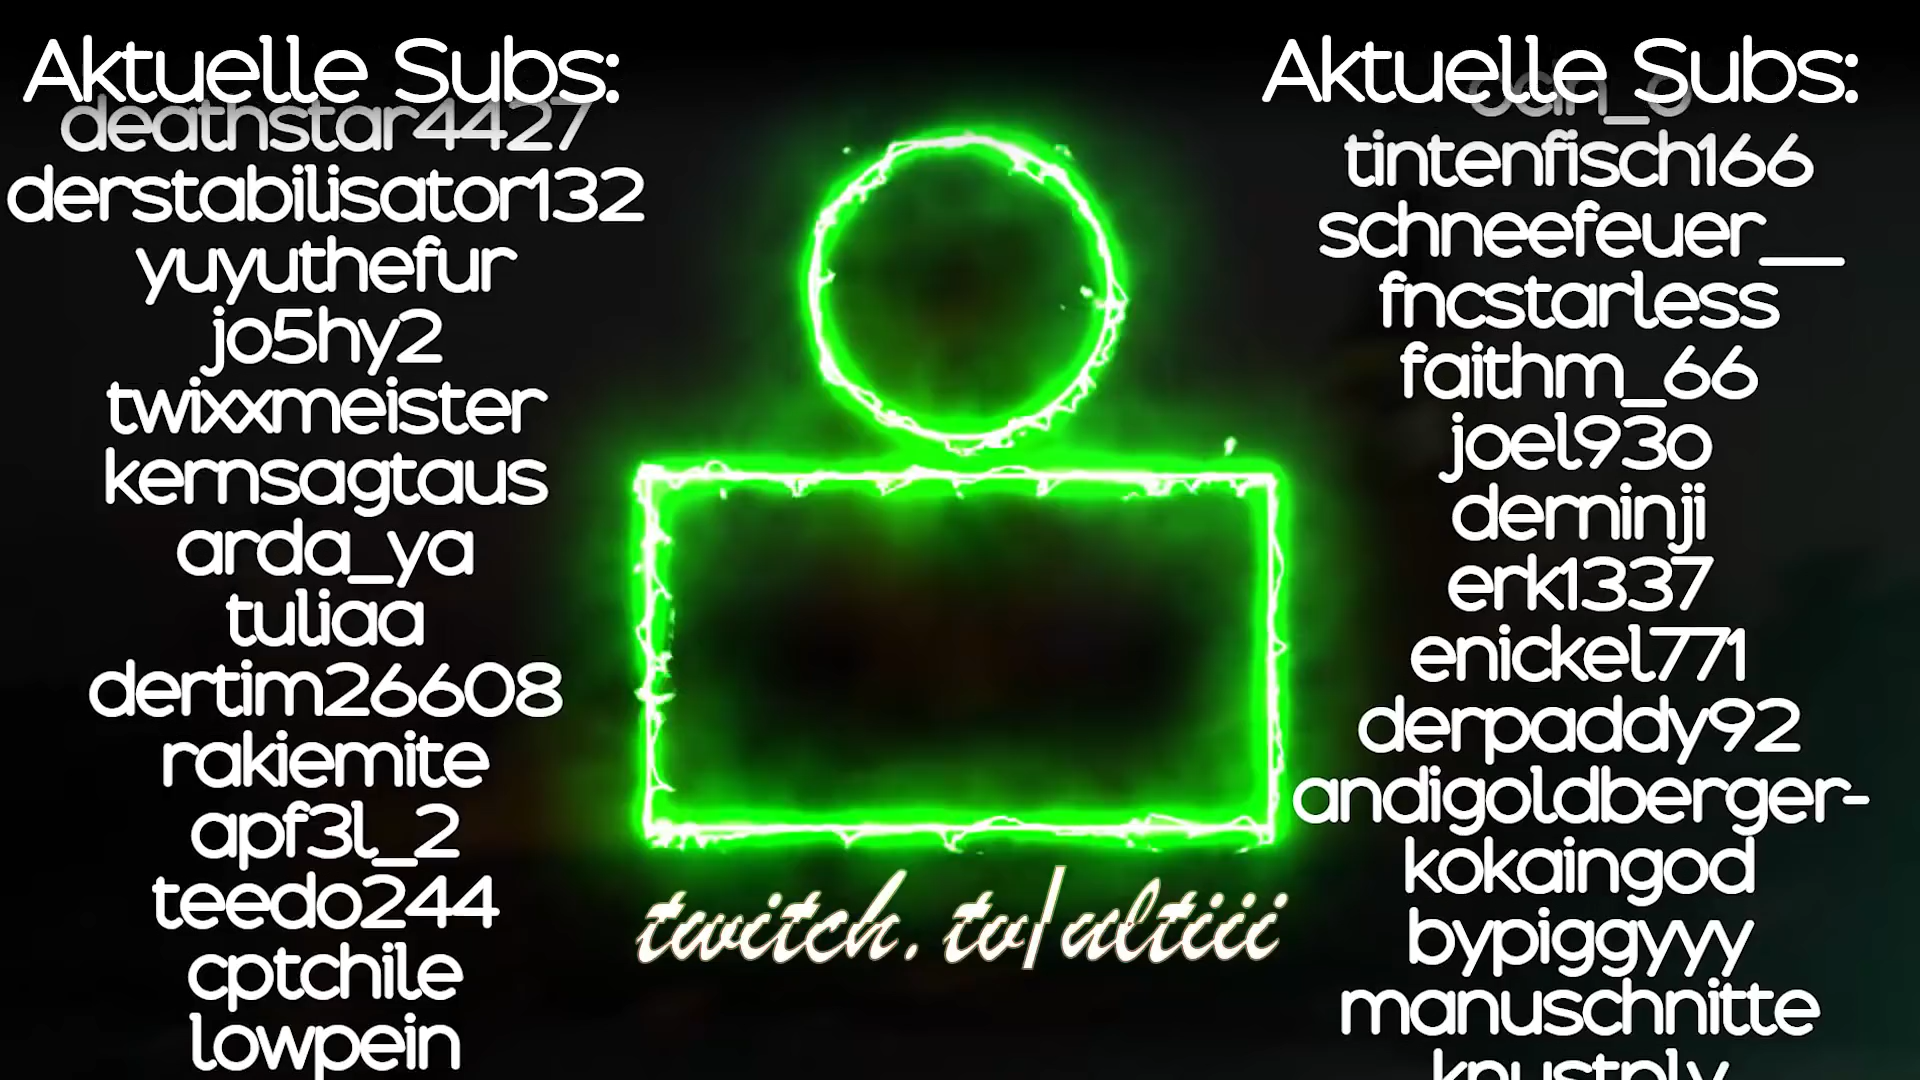 Aktuelle Subs:
deathstar4427
derstabilisator132
yuyuthefur
jo5hy2
twixxmeister
kernsagtaus
arda_ya
tuliaa
dertim26608
rakiemite
apf3l_2
teedo244
cptchile
lowpein
twitch.tv/ultiii
Aktuelle Subs:
tintenfisch166
schneefeuer__
fncstarless
faithm_66
joel93o
derninji
erk1337
enickel771
derpaddy92
andigoldberger-
kokaingod
bypiggyyy
manuschnitte